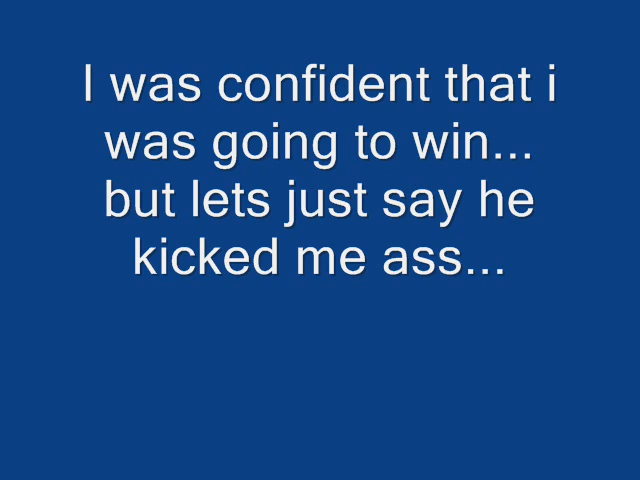 I was confident that i
was going to win...
but lets just say he
kicked me ass...